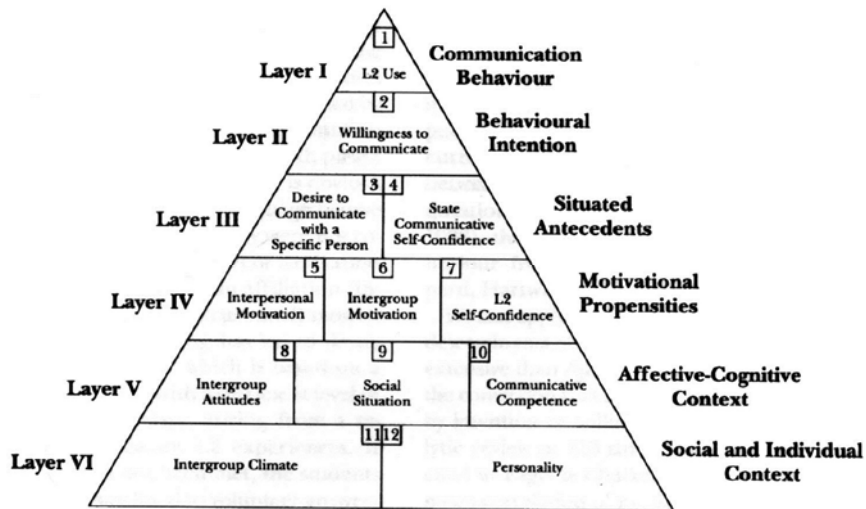 1
Layer I
L2 Use
Communication
Behaviour
2
Layer II
Willingness to
Communicate
Behavioural
Intention
3 4
Layer III
Desire to
Communicate
with a
Specific Person
State
Communicative
Self-Confidence
Situated
Antecedents
5 6 7
Layer IV
Interpersonal
Motivation
Intergroup
Motivation
L2
Self-Confidence
Motivational
Propensities
8 9 10
Layer V
Intergroup
Attitudes
Social
Situation
Communicative
Competence
Affective-Cognitive
Context
11 12
Layer VI
Intergroup Climate
Personality
Social and Individual
Context